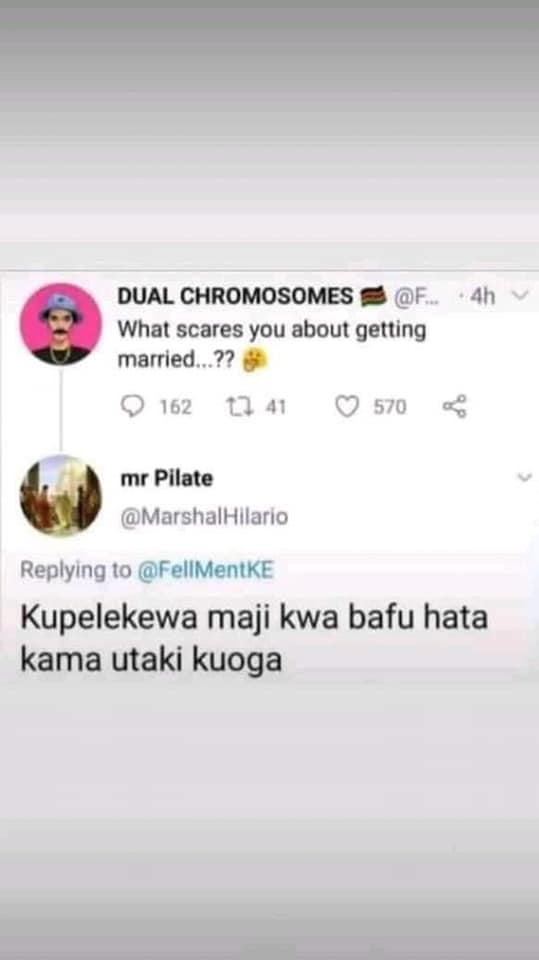 DUAL CHROMOSOMES 🇰🇪 @F... · 4h
What scares you about getting
married...?? 🤔
162 41 570
mr Pilate
@MarshalHilario
Replying to @FellMentKE
Kupelekewa maji kwa bafu hata
kama utaki kuoga